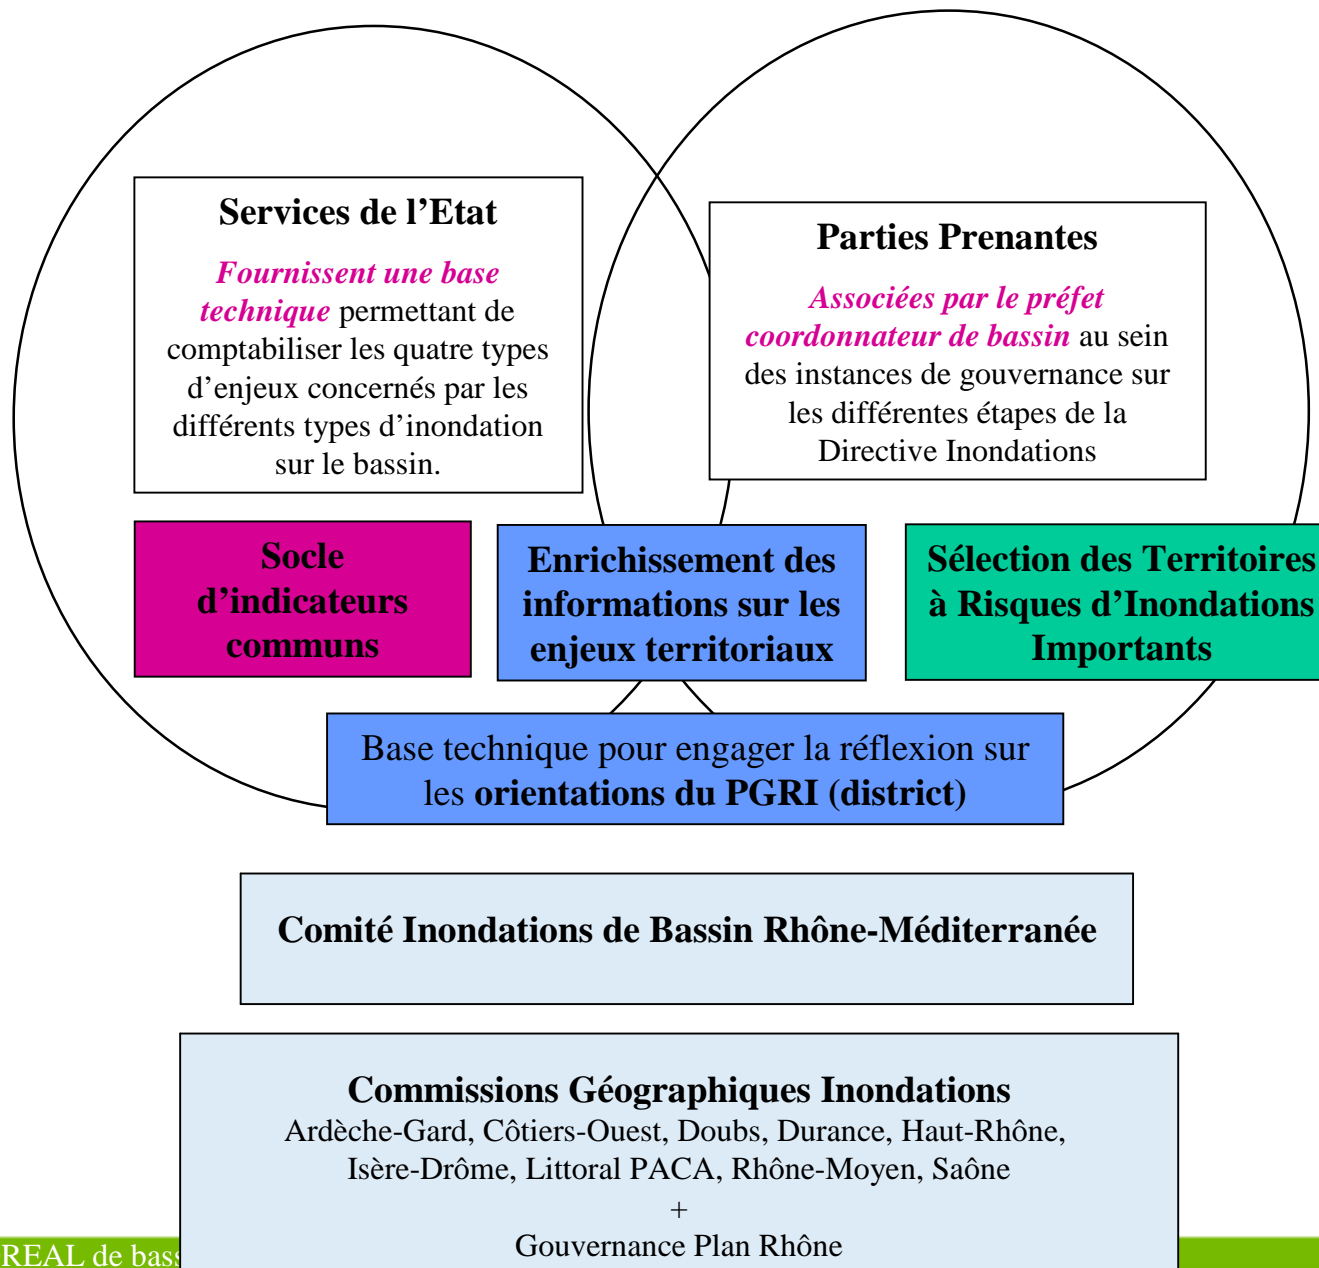 Services de l’Etat
Fournissent une base
technique permettant de
comptabiliser les quatre types
d’enjeux concernés par les
différents types d’inondation
sur le bassin.
Parties Prenantes
Associées par le préfet
coordonnateur de bassin au sein
des instances de gouvernance sur
les différentes étapes de la
Directive Inondations
Socle
d’indicateurs
communs
Enrichissement des
informations sur les
enjeux territoriaux
Sélection des Territoires
à Risques d’Inondations
Importants
Base technique pour engager la réflexion sur
les orientations du PGRI (district)
Comité Inondations de Bassin Rhône-Méditerranée
Commissions Géographiques Inondations
Ardèche-Gard, Côtiers-Ouest, Doubs, Durance, Haut-Rhône,
Isère-Drôme, Littoral PACA, Rhône-Moyen, Saône
+
Gouvernance Plan Rhône
REAL de bass